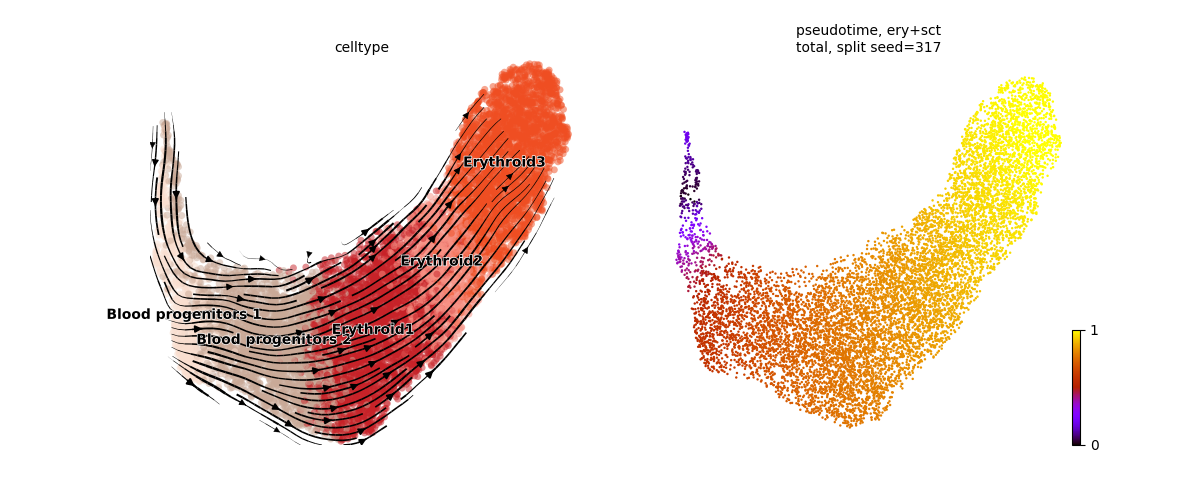 celltype
pseudotime, ery+sct
total, split seed=317
Erythroid3
Erythroid2
Blood progenitors 1
Erythroid1
Blood progenitors 2
1
0